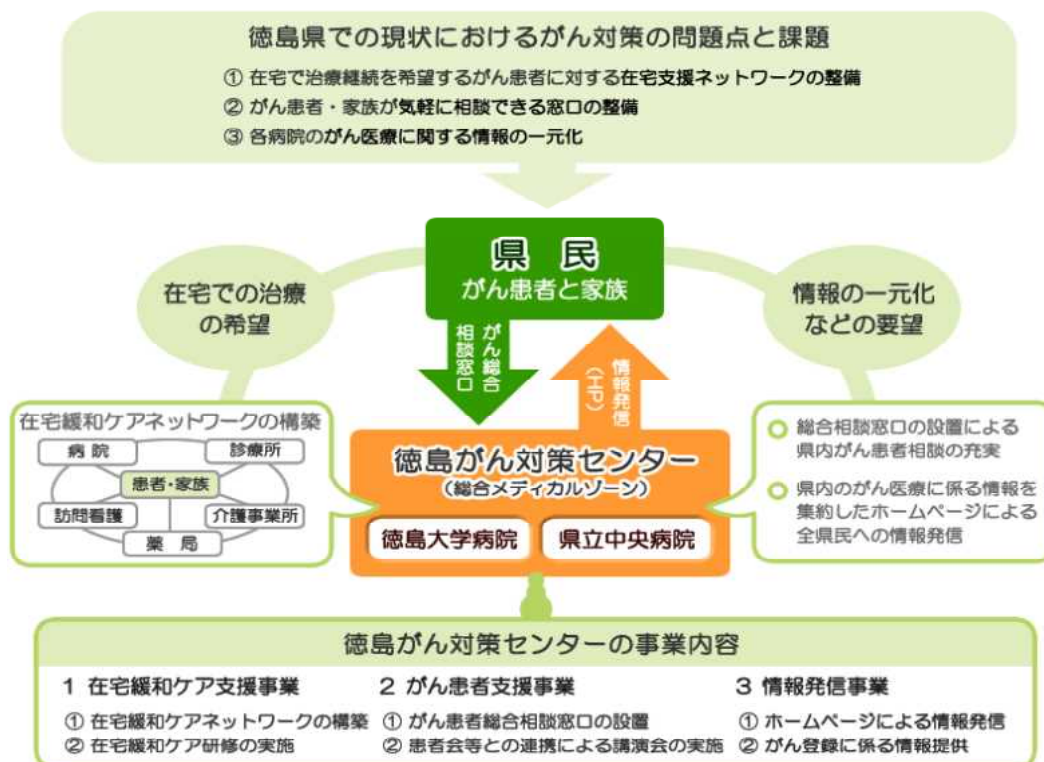 徳島県での現状におけるがん対策の問題点と課題
① 在宅で治療継続を希望するがん患者に対する在宅支援ネットワークの整備
② がん患者・家族が気軽に相談できる窓口の整備
③ 各病院のがん医療に関する情報の一元化
県 民
がん患者と家族
在宅での治療
の希望
情報の一元化
などの要望
がん総合
相談窓口
情報発信
(HP)
在宅緩和ケアネットワークの構築
病 院
診療所
患者・家族
訪問看護
介護事業所
薬 局
徳島がん対策センター
(総合メディカルゾーン)
徳島大学病院
県立中央病院
総合相談窓口の設置による
県内がん患者相談の充実
県内のがん医療に係る情報を
集約したホームページによる
全県民への情報発信
徳島がん対策センターの事業内容
1 在宅緩和ケア支援事業
① 在宅緩和ケアネットワークの構築
② 在宅緩和ケア研修の実施
2 がん患者支援事業
① がん患者総合相談窓口の設置
② 患者会等との連携による講演会の実施
3 情報発信事業
① ホームページによる情報発信
② がん登録に係る情報提供